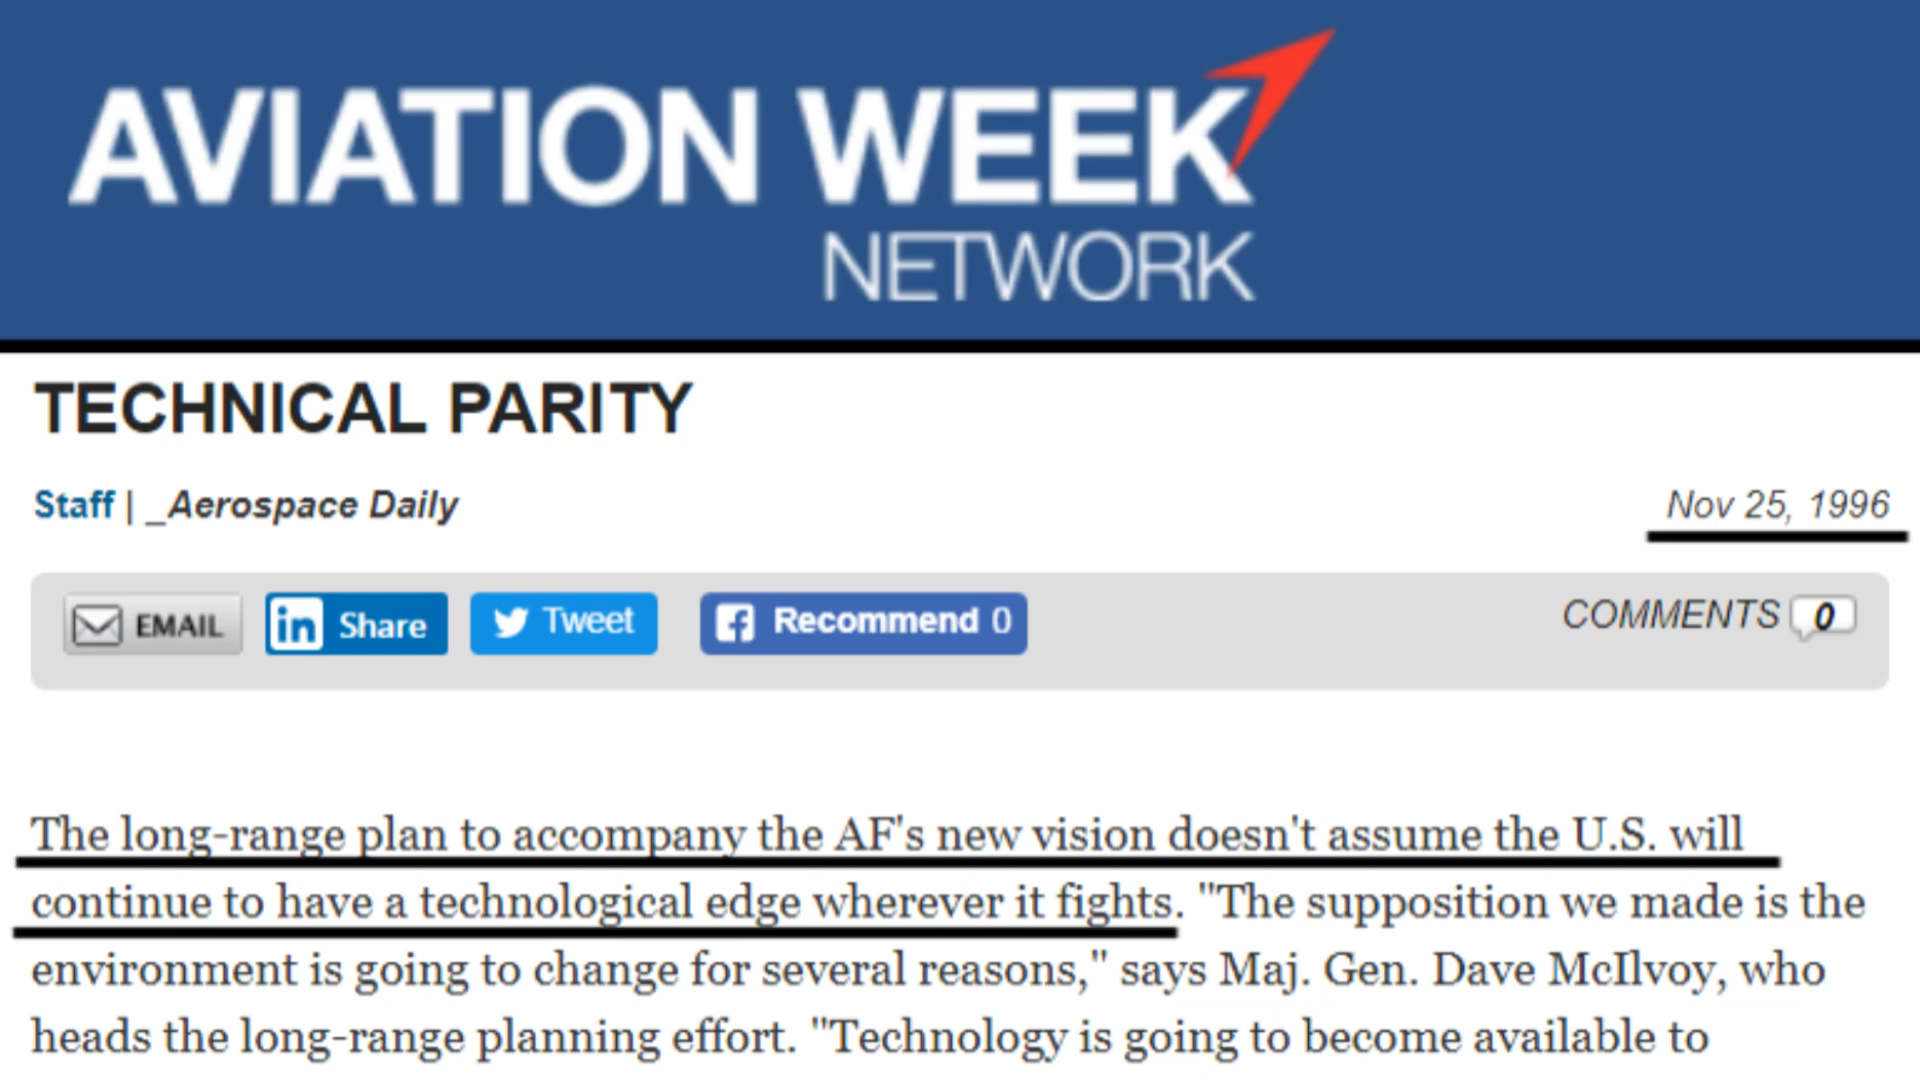 AVIATION WEEK
NETWORK
TECHNICAL PARITY
Staff | _Aerospace Daily
Nov 25, 1996
EMAIL
in Share
Tweet
Recommend 0
COMMENTS 0
The long-range plan to accompany the AF's new vision doesn't assume the U.S. will
continue to have a technological edge wherever it fights. "The supposition we made is the
environment is going to change for several reasons," says Maj. Gen. Dave McIlvoy, who
heads the long-range planning effort. "Technology is going to become available to